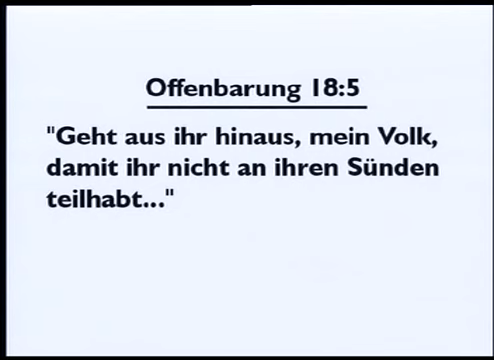 Offenbarung 18:5
"Geht aus ihr hinaus, mein Volk,
damit ihr nicht an ihren Sünden
teilhabt..."